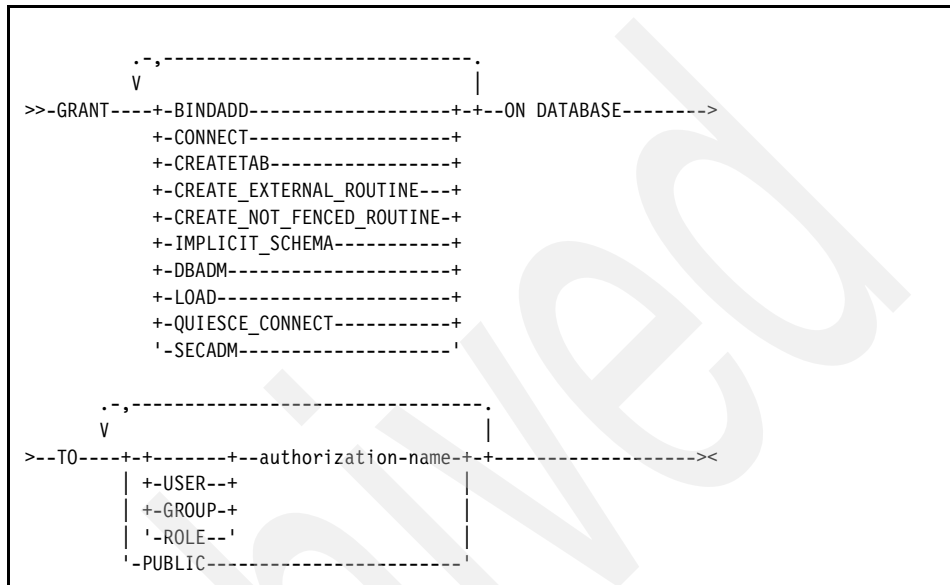 .-,-----------------------------.
          V                               |
>>-GRANT----+-BINDADD-------------------+-+--ON DATABASE-------->
            +-CONNECT-------------------+
            +-CREATETAB-----------------+
            +-CREATE_EXTERNAL_ROUTINE---+
            +-CREATE_NOT_FENCED_ROUTINE-+
            +-IMPLICIT_SCHEMA-----------+
            +-DBADM---------------------+
            +-LOAD----------------------+
            +-QUIESCE_CONNECT-----------+
            '-SECADM--------------------'
      .-,---------------------------------.
      V                                   |
>--TO----+-+-------+--authorization-name-+-+-------------------><
         | +-USER--+                     |
         | +-GROUP-+                     |
         | '-ROLE--'                     |
         '-PUBLIC------------------------'
hived